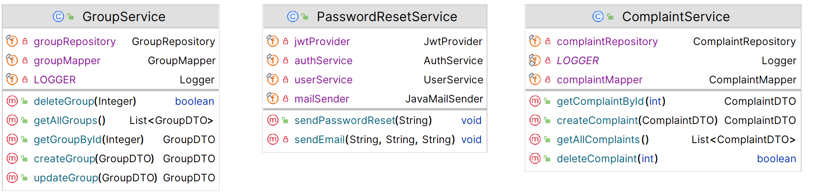 GroupService
groupRepository GroupRepository
groupMapper GroupMapper
LOGGER Logger
deleteGroup(Integer) boolean
getAllGroups() List<GroupDTO>
getGroupById(Integer) GroupDTO
createGroup(GroupDTO) GroupDTO
updateGroup(GroupDTO) GroupDTO
PasswordResetService
jwtProvider JwtProvider
authService AuthService
userService UserService
mailSender JavaMailSender
sendPasswordReset(String) void
sendEmail(String, String, String) void
ComplaintService
complaintRepository ComplaintRepository
LOGGER Logger
complaintMapper ComplaintMapper
getComplaintById(int) ComplaintDTO
createComplaint(ComplaintDTO) ComplaintDTO
getAllComplaints() List<ComplaintDTO>
deleteComplaint(int) boolean